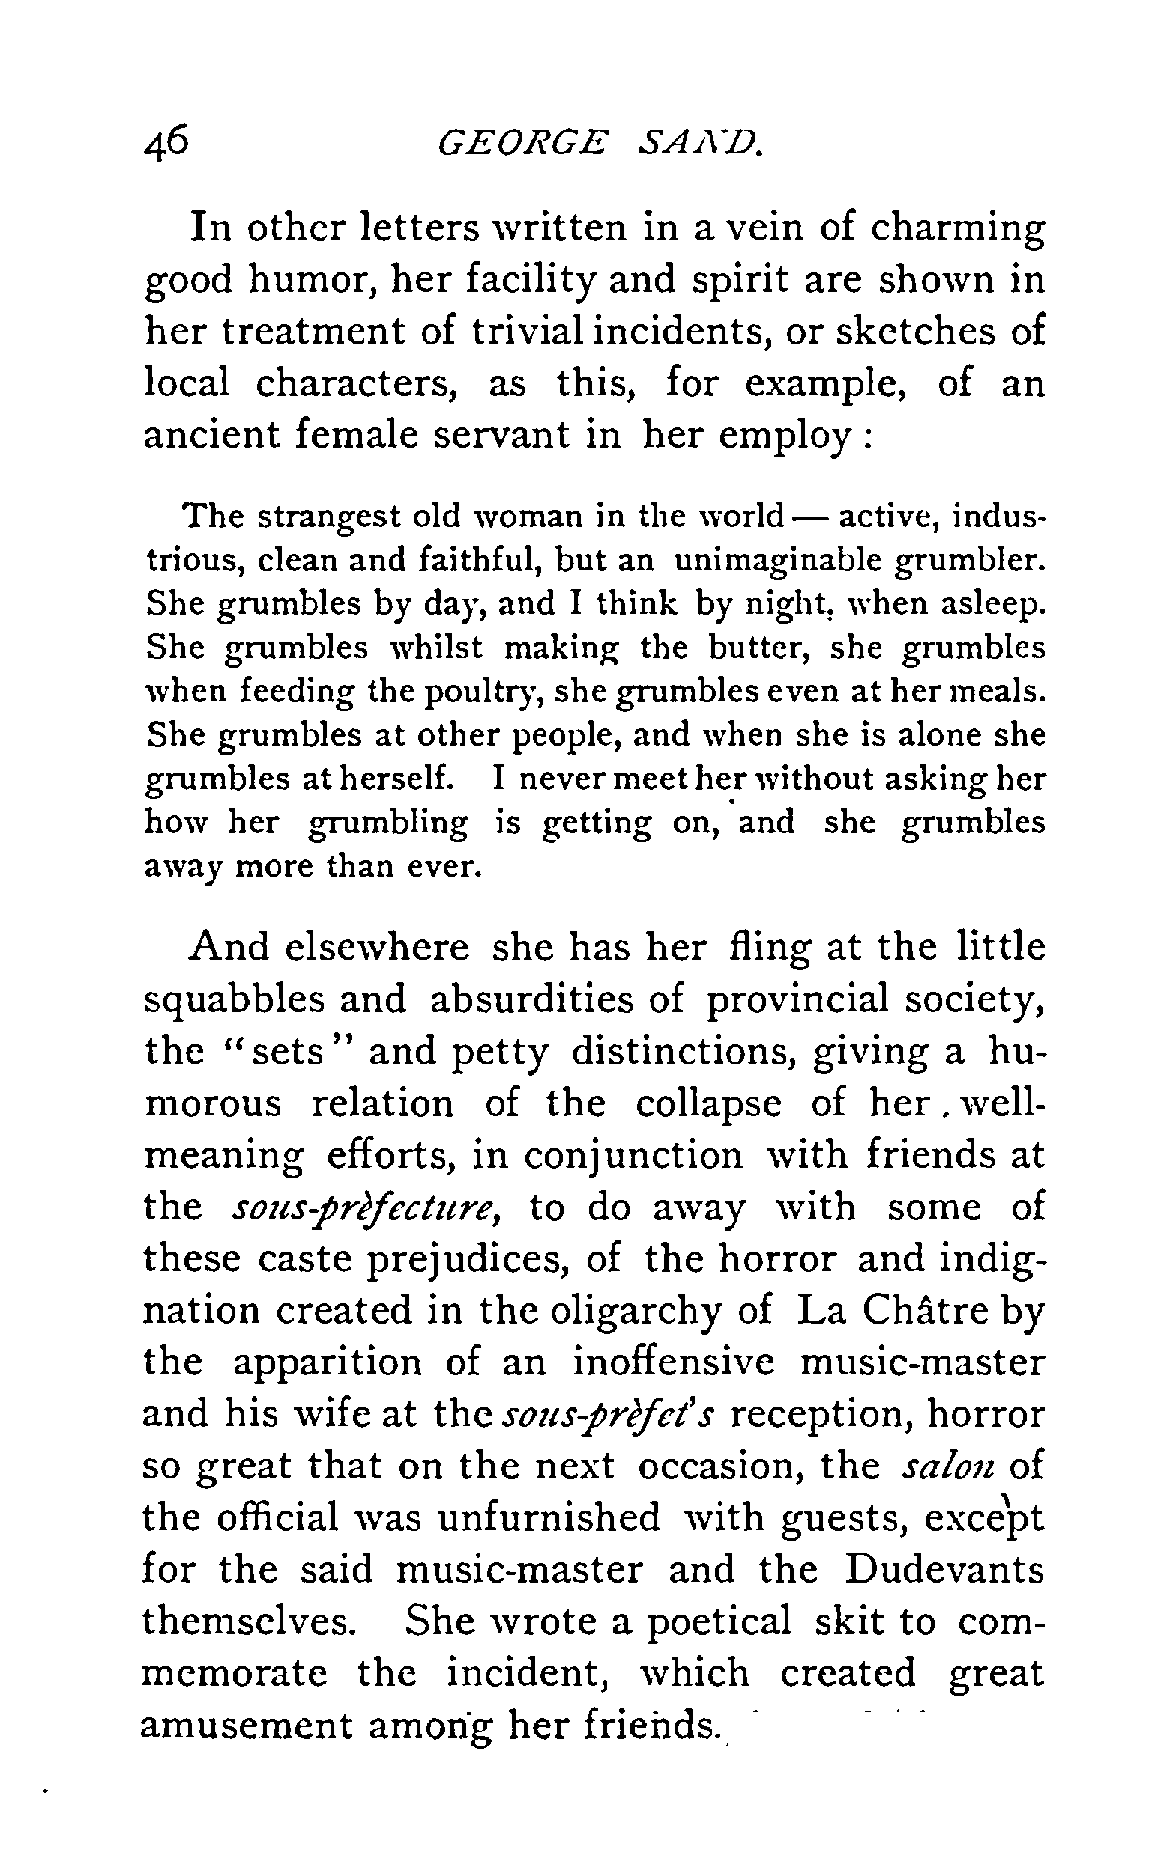 46 GEORGE SAND.
In other letters written in a vein of charming
good humor, her facility and spirit are shown in
her treatment of trivial incidents, or sketches of
local characters, as this, for example, of an
ancient female servant in her employ :
The strangest old woman in the world — active, indus-
trious, clean and faithful, but an unimaginable grumbler.
She grumbles by day, and I think by night, when asleep.
She grumbles whilst making the butter, she grumbles
when feeding the poultry, she grumbles even at her meals.
She grumbles at other people, and when she is alone she
grumbles at herself. I never meet her without asking her
how her grumbling is getting on, and she grumbles
away more than ever.
And elsewhere she has her fling at the little
squabbles and absurdities of provincial society,
the “sets” and petty distinctions, giving a hu-
morous relation of the collapse of her well-
meaning efforts, in conjunction with friends at
the sous-prèfecture, to do away with some of
these caste prejudices, of the horror and indig-
nation created in the oligarchy of La Châtre by
the apparition of an inoffensive music-master
and his wife at the sous-prèfet's reception, horror
so great that on the next occasion, the salon of
the official was unfurnished with guests, except
for the said music-master and the Dudevants
themselves. She wrote a poetical skit to com-
memorate the incident, which created great
amusement among her friends.